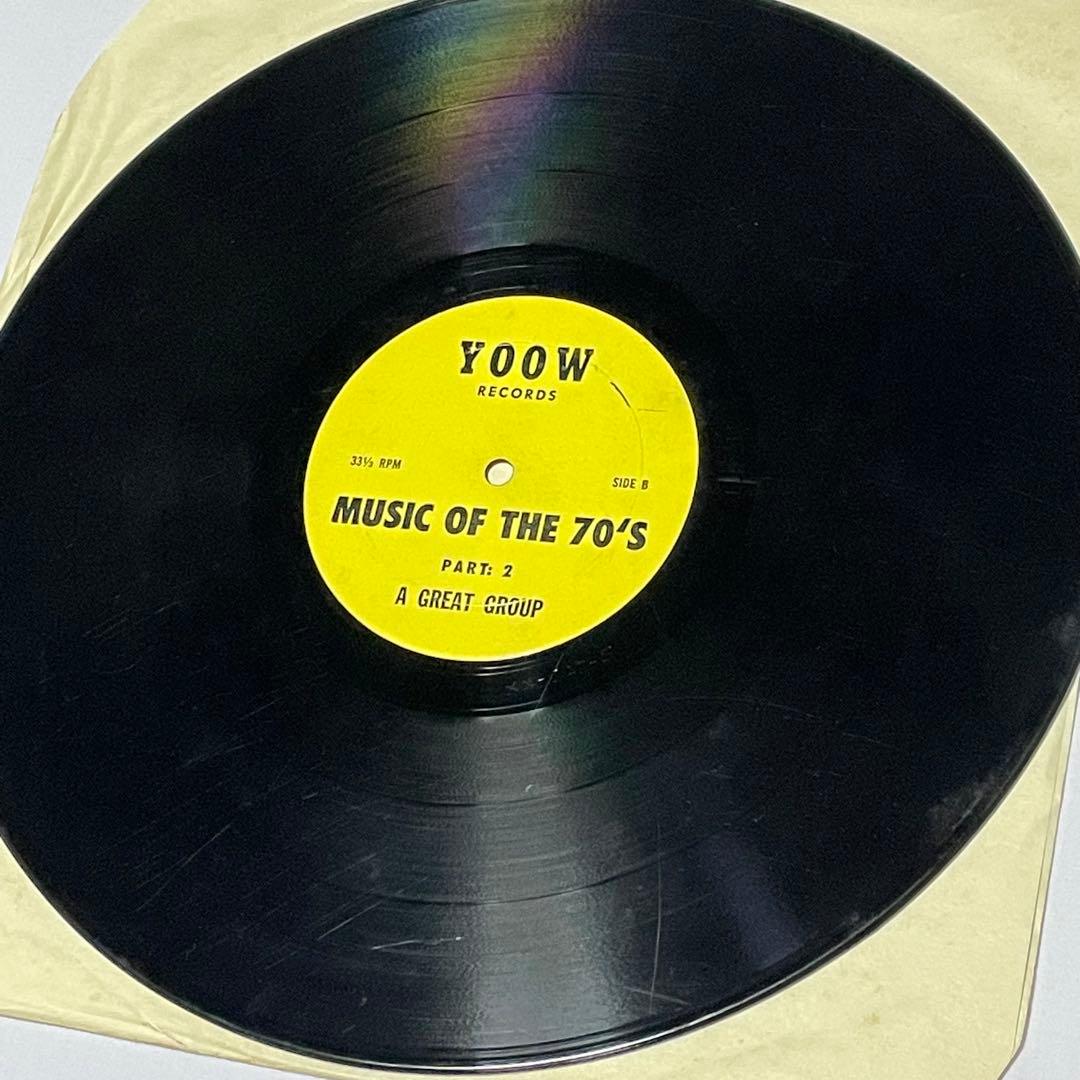 YOOW
RECORDS
33⅓ RPM
SIDE B
MUSIC OF THE 70'S
PART: 2
A GREAT GROUP